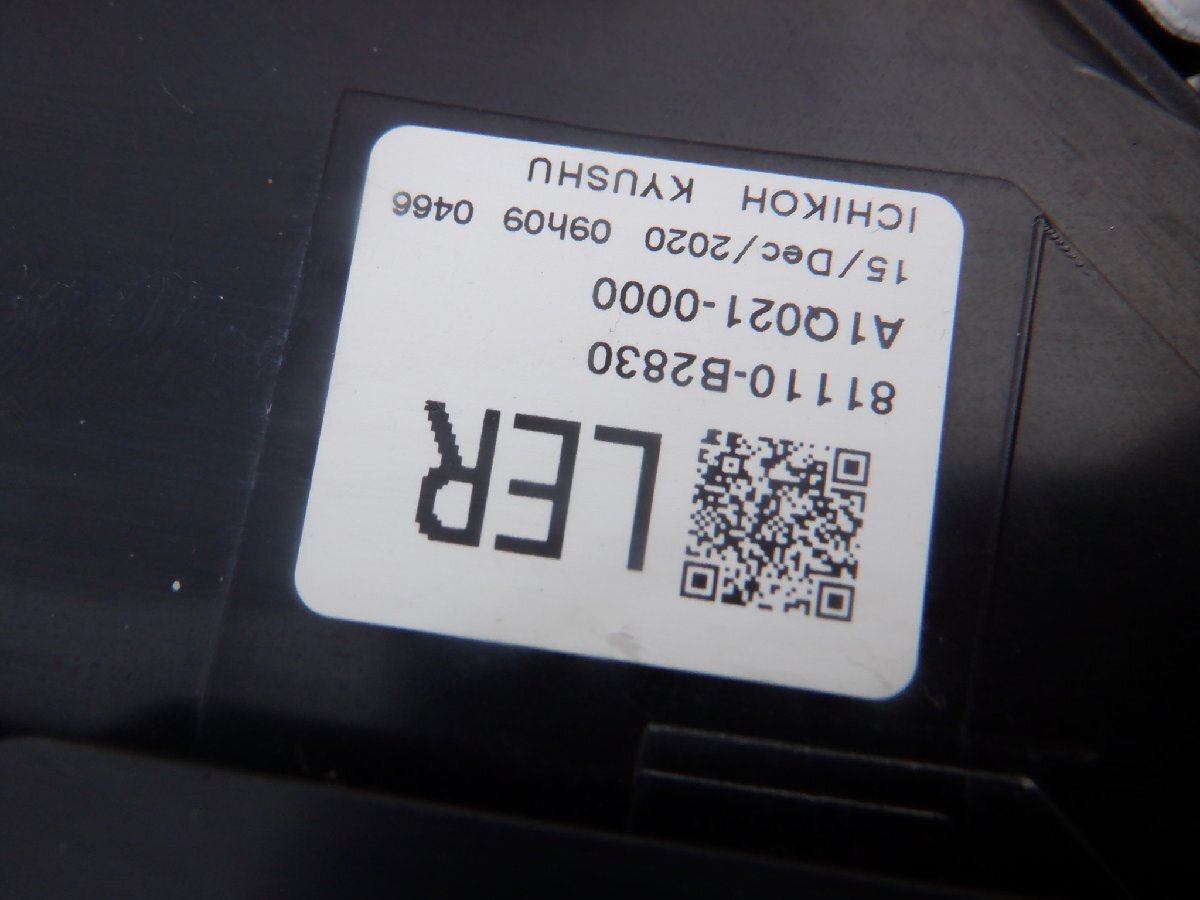 LER
81110-B2830
A1Q021-0000
15/Dec/2020 09h09 0466
ICHIKOH KYUSHU